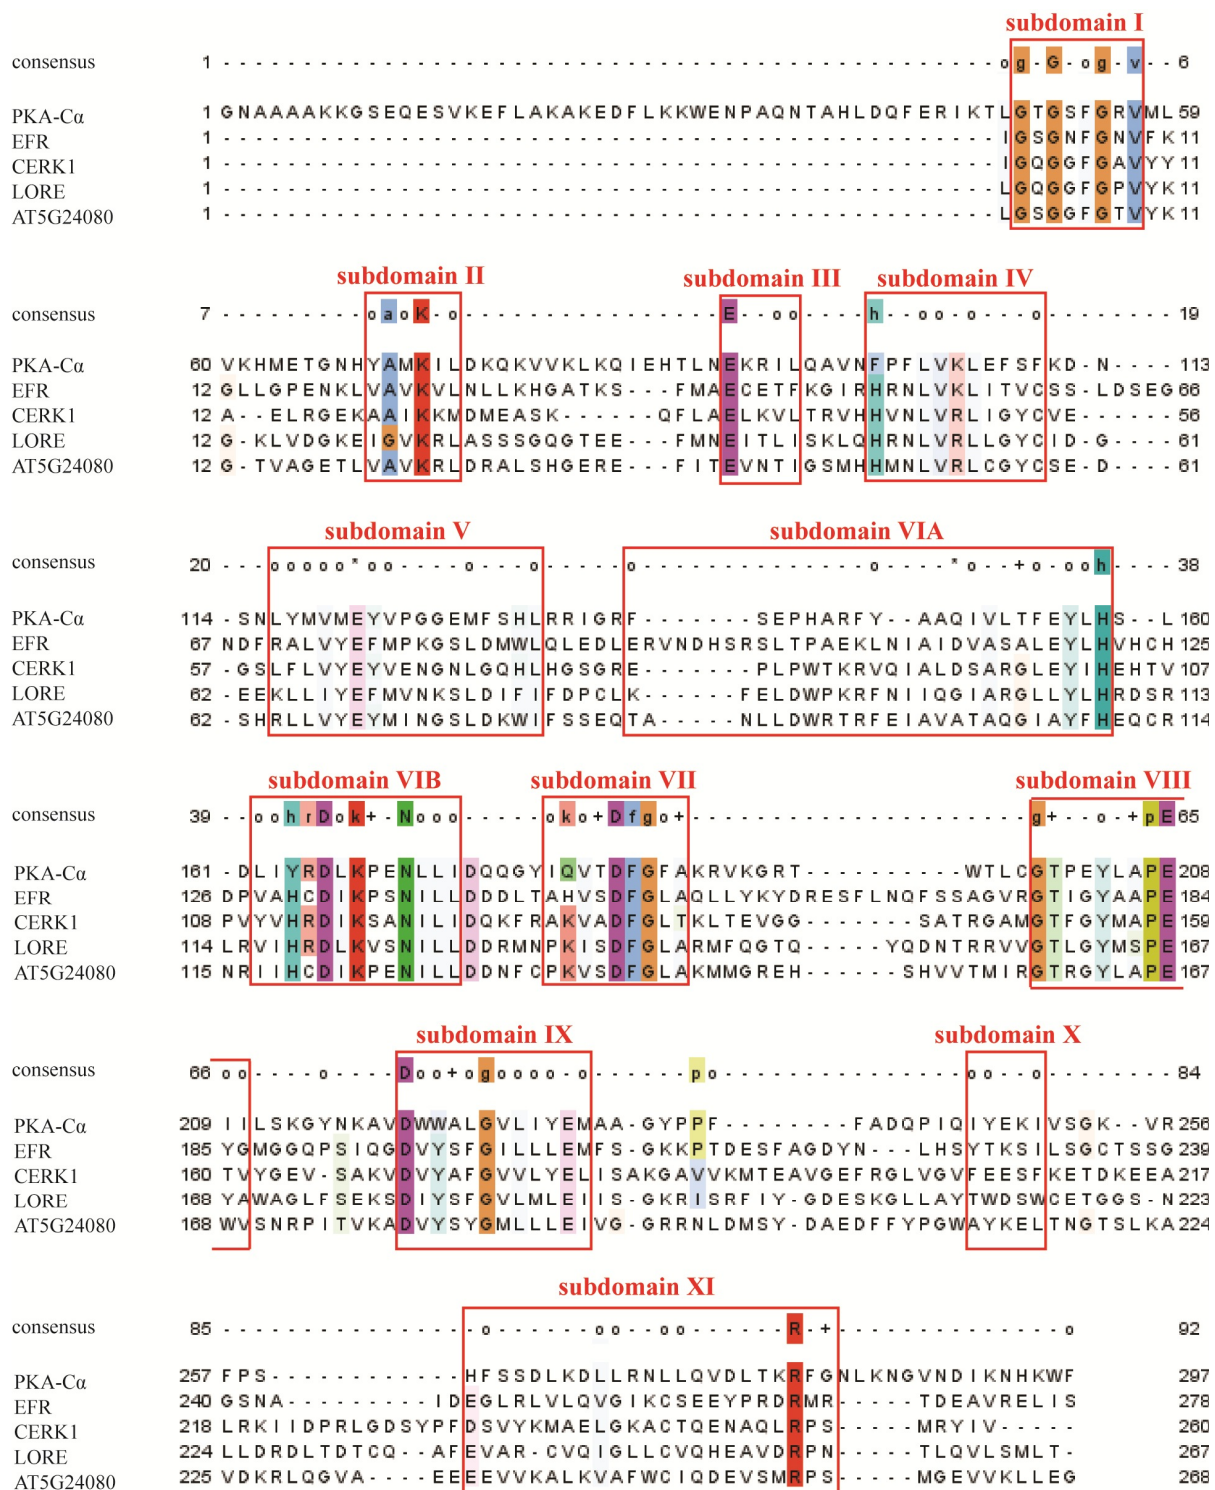 subdomain I
consensus 1 ------------------------------------------------og-G-og-v-- 6
PKA-Cα 1 GNAAAAKKGSEQESVKEFLAKAKEDFLKKWENPAQNTAHLDQFERIKTLGTGSFGRVML 59
EFR 1 ------------------------------------------------IGSGNFGNVFK 11
CERK1 1 ------------------------------------------------IGQGGFGAVYY 11
LORE 1 ------------------------------------------------LGQGGFGPVYK 11
AT5G24080 1 ------------------------------------------------LGSGGFGTVYK 11
subdomain II subdomain III subdomain IV
consensus 7 ---------oaoK-o----------------E--oo----h--oo-o---o-------- 19
PKA-Cα 60 VKHMETGNHYAMKILDKQKVVKLKQIEHTLNEKRILQAVNFPFLVKLEFSFKD-N---- 113
EFR 12 GLLGPENKLVAVKVLNLLKHGATKS---FMAECETFKGIRHRNLVKLITVCSS-LDSEG 66
CERK1 12 A--ELRGEKAAIKKMDMEASK------QFLAELKVLTRVHHVNLVRLIGYCVE------ 56
LORE 12 G-KLVDGKEIGVKRLASSSGQGTEE---FMNEITLISKLQHRNLVRLLGYCID-G---- 61
AT5G24080 12 G-TVAGETLVAVKRLDRALSHGERE---FITEVNTIGSMHHMNLVRLCGYCSE-D---- 61
subdomain V subdomain VIA
consensus 20 ---ooooo*oo----o---o-----o--------------o----*---+o-ooh---- 38
PKA-Cα 114 -SNLYMVMEYVPGGEMFSHLRRIGRF-------SEPHARFY-AAQIVLTFEYLHS--L 160
EFR 67 NDFRALVYEFMPKGSLDMWLQLEDLERVNDHSRSLTPAEKLNIAIDVASALEYLHVHCH 125
CERK1 57 -GSLFLVYEYVENGNLGQHLHGSGRE-------PLPWTKRVQIALDSARGLEYIHEHTV 107
LORE 62 -EEKLLIYEFMVNKSLDIFIFDPCLK------FELDWPKRFNIIQGIARGLLYLHRDSR 113
AT5G24080 62 -SHRLLVYEYMINGSLDKWIFSSEQTA-----NLLDWRTRFEIAVATAQGIAYFHEQCR 114
subdomain VIB subdomain VII subdomain VIII
consensus 39 --oohrDok+-Nooo-----oko+Dfgo+---------------------g+--o-+pE 65
PKA-Cα 161 -DLIYRDLKPENLLIDQQGYIQVTDFGFAKRVKGRT---------WTLCGTPEYLAPE 208
EFR 126 DPVAHCDIKPSNILLDDDLTAHVSDFGLAQLLYKYDRESFLNQFSSAGVRGTIGYAAPE 184
CERK1 108 PVYVHRDIKSANILIDQKFRAKVADFGLTKLTEVGG-------SATRGAMGTFGYMAPE 159
LORE 114 LRVIHRDLKVSNILLDDRMNPKISDFGLARMFQGTQ-----YQDNTRRVVGTLGYMSPE 167
AT5G24080 115 NRIIHCDIKPENILLDDNFCPKVSDFGLAKMMGREH------SHVVTMIRGTRGYLAPE 167
subdomain IX subdomain X
consensus 66 oo----o----Doo+ogoooo-o------po---------------oo--o-------- 84
PKA-Cα 209 IILSKGYNKAVDWWALGVLIYEMAA-GYPPF-------FADQPIQIYEKIVSGK--VR 256
EFR 185 YGMGGQPSIQGDVYSFGILLLEMFS-GKKPTDESFAGDYN---LHSYTKSILSGCTSSG 239
CERK1 160 TVYGEV-SAKVDVYAFGVVLYELISAKGAVVKMTEAVGEFRGLVGVFEESFKETDKEEA 217
LORE 168 YAWAGLFSEKSDIYSFGVLMLEIIS-GKRISRFIY-GDESKGLLAYTWDSWCETGGS-N 223
AT5G24080 168 WVSNRPITVKADVYSYGMLLLEIVG-GRRNLDMSY-DAEDFFYPGWAYKELTNGTSLKA 224
subdomain XI
consensus 85 ----------------o------oo--oo------R-+--------------o 92
PKA-Cα 257 FPS------------HFSSDLKDLLRNLLQVDLTKRFGNLKNGVNDIKNHKWF 297
EFR 240 GSNA---------IDEGLRLVLQVGIKCSEEYPRDRMR-----TDEAVRELIS 278
CERK1 218 LRKIIDPRLGDSYPFDSVYKMAELGKACTQENAQLRPS-----MRYIV----- 260
LORE 224 LLDRDLTDTCQ--AFEVAR-CVQIGLLCVQHEAVDRPN-----TLQVLSMLT- 267
AT5G24080 225 VDKRLQGVA----EEEEVVKALKVAFWCIQDEVSMRPS-----MGEVVKLLEG 268